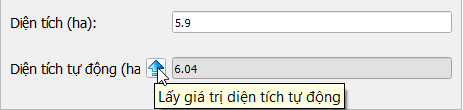 Diện tích (ha): 5.9
Diện tích tự động (ha 6.04
Lấy giá trị diện tích tự động